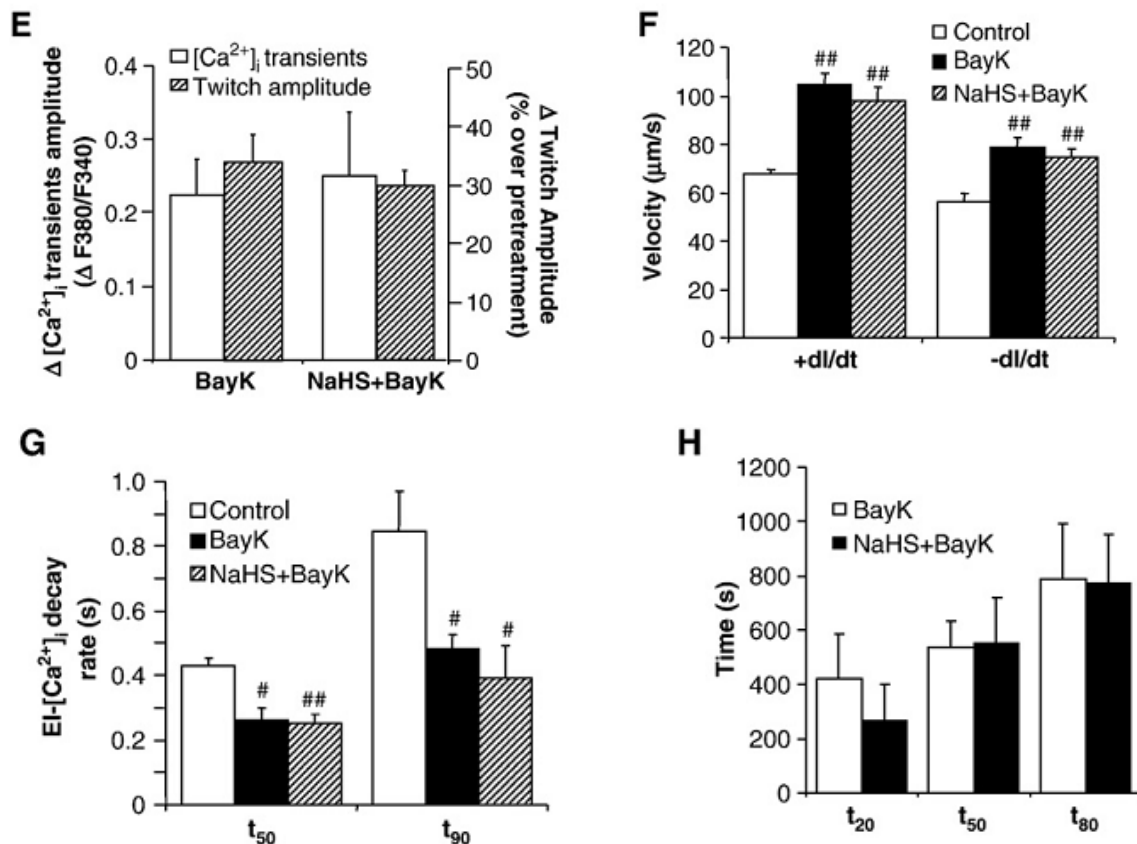 E
Δ [Ca²⁺]ᵢ transients amplitude
(Δ F380/F340)
0.4
0.3
0.2
0.1
0
[Ca²⁺]ᵢ transients
Twitch amplitude
50
40
30
20
10
0
Δ Twitch Amplitude
(% over pretreatment)
BayK
NaHS+BayK
F
Velocity (μm/s)
120
100
80
60
40
20
0
Control
BayK
NaHS+BayK
##
##
##
##
+dl/dt
-dl/dt
G
EI-[Ca²⁺]ᵢ decay
rate (s)
1.0
0.8
0.6
0.4
0.2
0
Control
BayK
NaHS+BayK
#
##
#
#
t₅₀
t₉₀
H
Time (s)
1200
1000
800
600
400
200
0
BayK
NaHS+BayK
t₂₀
t₅₀
t₈₀